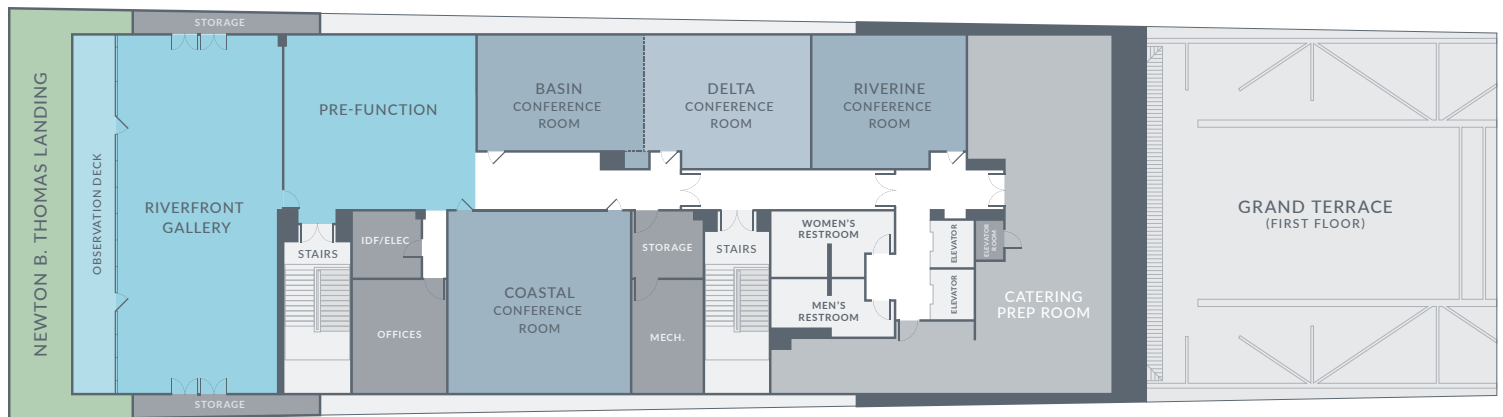 STORAGE
NEWTON B. THOMAS LANDING
OBSERVATION DECK
RIVERFRONT
GALLERY
PRE-FUNCTION
BASIN
CONFERENCE
ROOM
DELTA
CONFERENCE
ROOM
RIVERINE
CONFERENCE
ROOM
STAIRS
IDF/ELEC
OFFICES
COASTAL
CONFERENCE
ROOM
STORAGE
MECH.
STAIRS
WOMEN'S
RESTROOM
MEN'S
RESTROOM
ELEVATOR
ELEVATOR
ELEVATOR
ROOM
CATERING
PREP ROOM
GRAND TERRACE
(FIRST FLOOR)
STORAGE